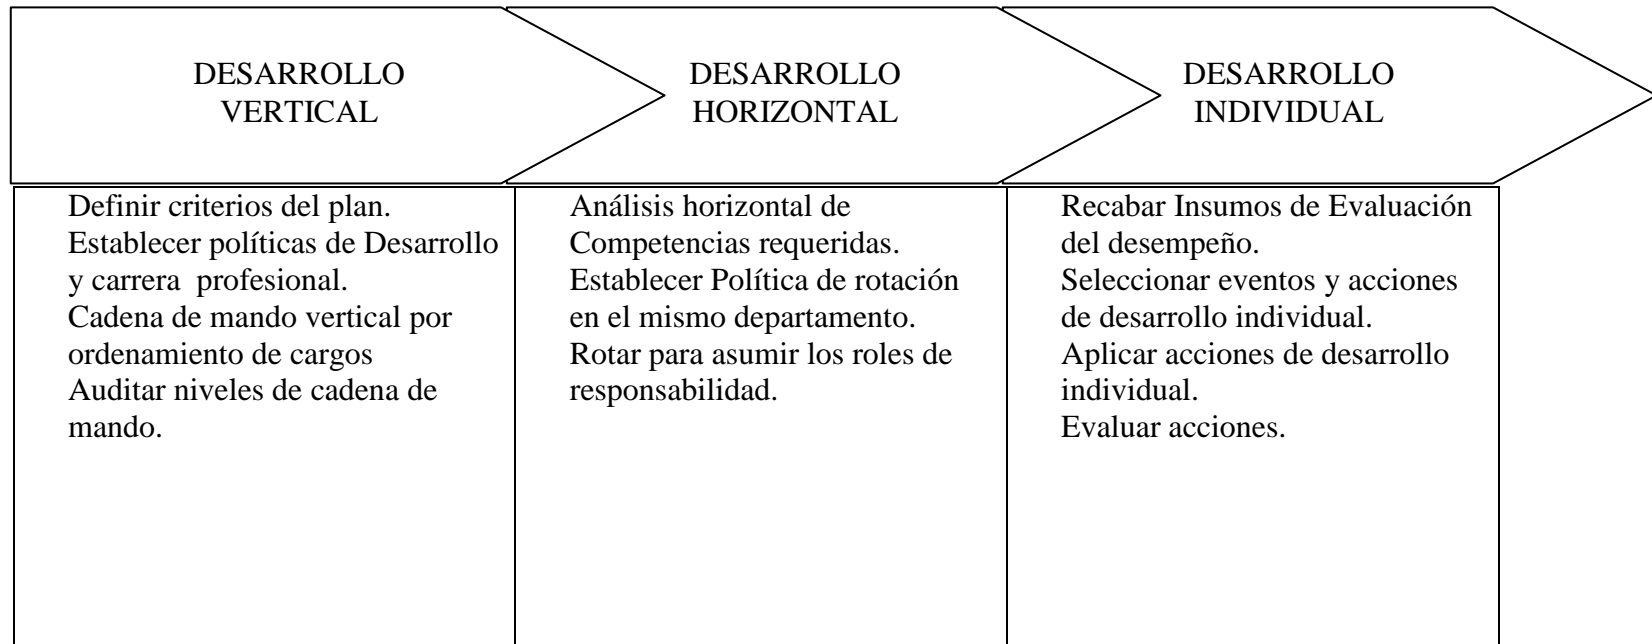 DESARROLLO
VERTICAL
DESARROLLO
HORIZONTAL
DESARROLLO
INDIVIDUAL
Definir criterios del plan.
Establecer políticas de Desarrollo
y carrera  profesional.
Cadena de mando vertical por
ordenamiento de cargos
Auditar niveles de cadena de
mando.
Análisis horizontal de
Competencias requeridas.
Establecer Política de rotación
en el mismo departamento.
Rotar para asumir los roles de
responsabilidad.
Recabar Insumos de Evaluación
del desempeño.
Seleccionar eventos y acciones
de desarrollo individual.
Aplicar acciones de desarrollo
individual.
Evaluar acciones.